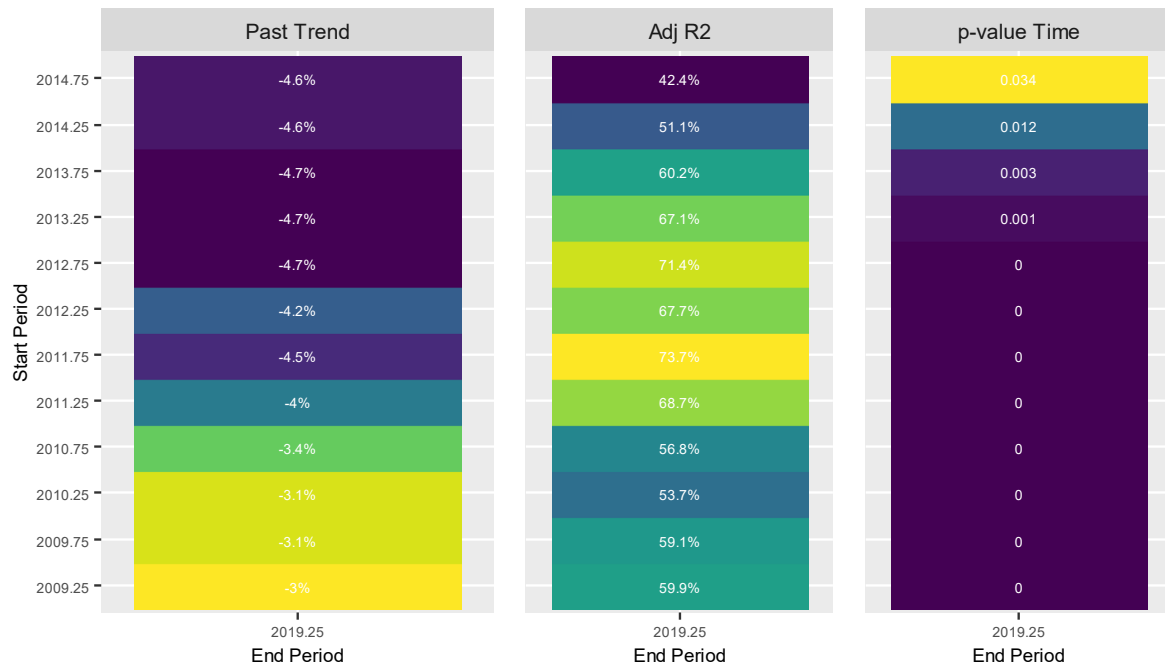 Past Trend Adj R2 p-value Time
2014.75 -4.6% 42.4% 0.034
2014.25 -4.6% 51.1% 0.012
2013.75 -4.7% 60.2% 0.003
2013.25 -4.7% 67.1% 0.001
2012.75 -4.7% 71.4% 0
2012.25 -4.2% 67.7% 0
2011.75 -4.5% 73.7% 0
2011.25 -4% 68.7% 0
2010.75 -3.4% 56.8% 0
2010.25 -3.1% 53.7% 0
2009.75 -3.1% 59.1% 0
2009.25 -3% 59.9% 0
Start Period
2019.25 2019.25 2019.25
End Period End Period End Period